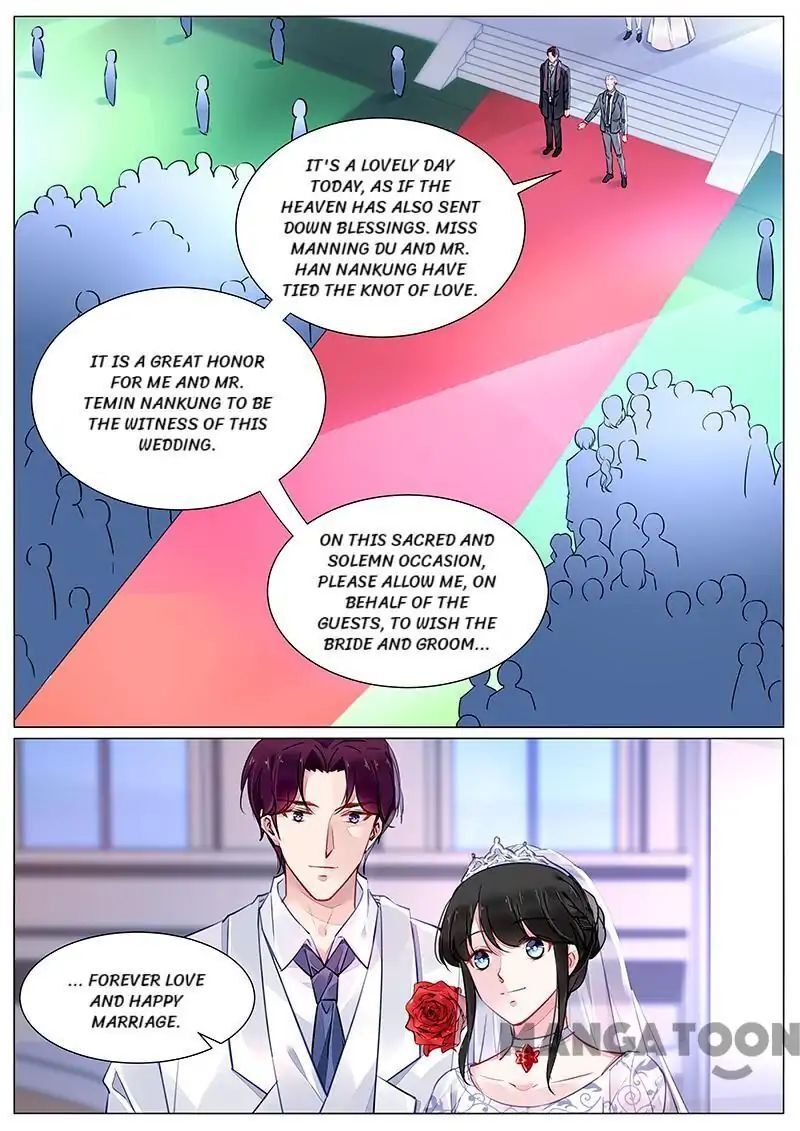 IT'S A LOVELY DAY
TODAY, AS IF THE
HEAVEN HAS ALSO SENT
DOWN BLESSINGS. MISS
MANNING DU AND MR.
HAN NANKUNG HAVE
TIED THE KNOT OF LOVE.
IT IS A GREAT HONOR
FOR ME AND MR.
TEMIN NANKUNG TO BE
THE WITNESS OF THIS
WEDDING.
ON THIS SACRED AND
SOLEMN OCCASION,
PLEASE ALLOW ME, ON
BEHALF OF THE
GUESTS, TO WISH THE
BRIDE AND GROOM...
... FOREVER LOVE
AND HAPPY
MARRIAGE.
MANGATOON